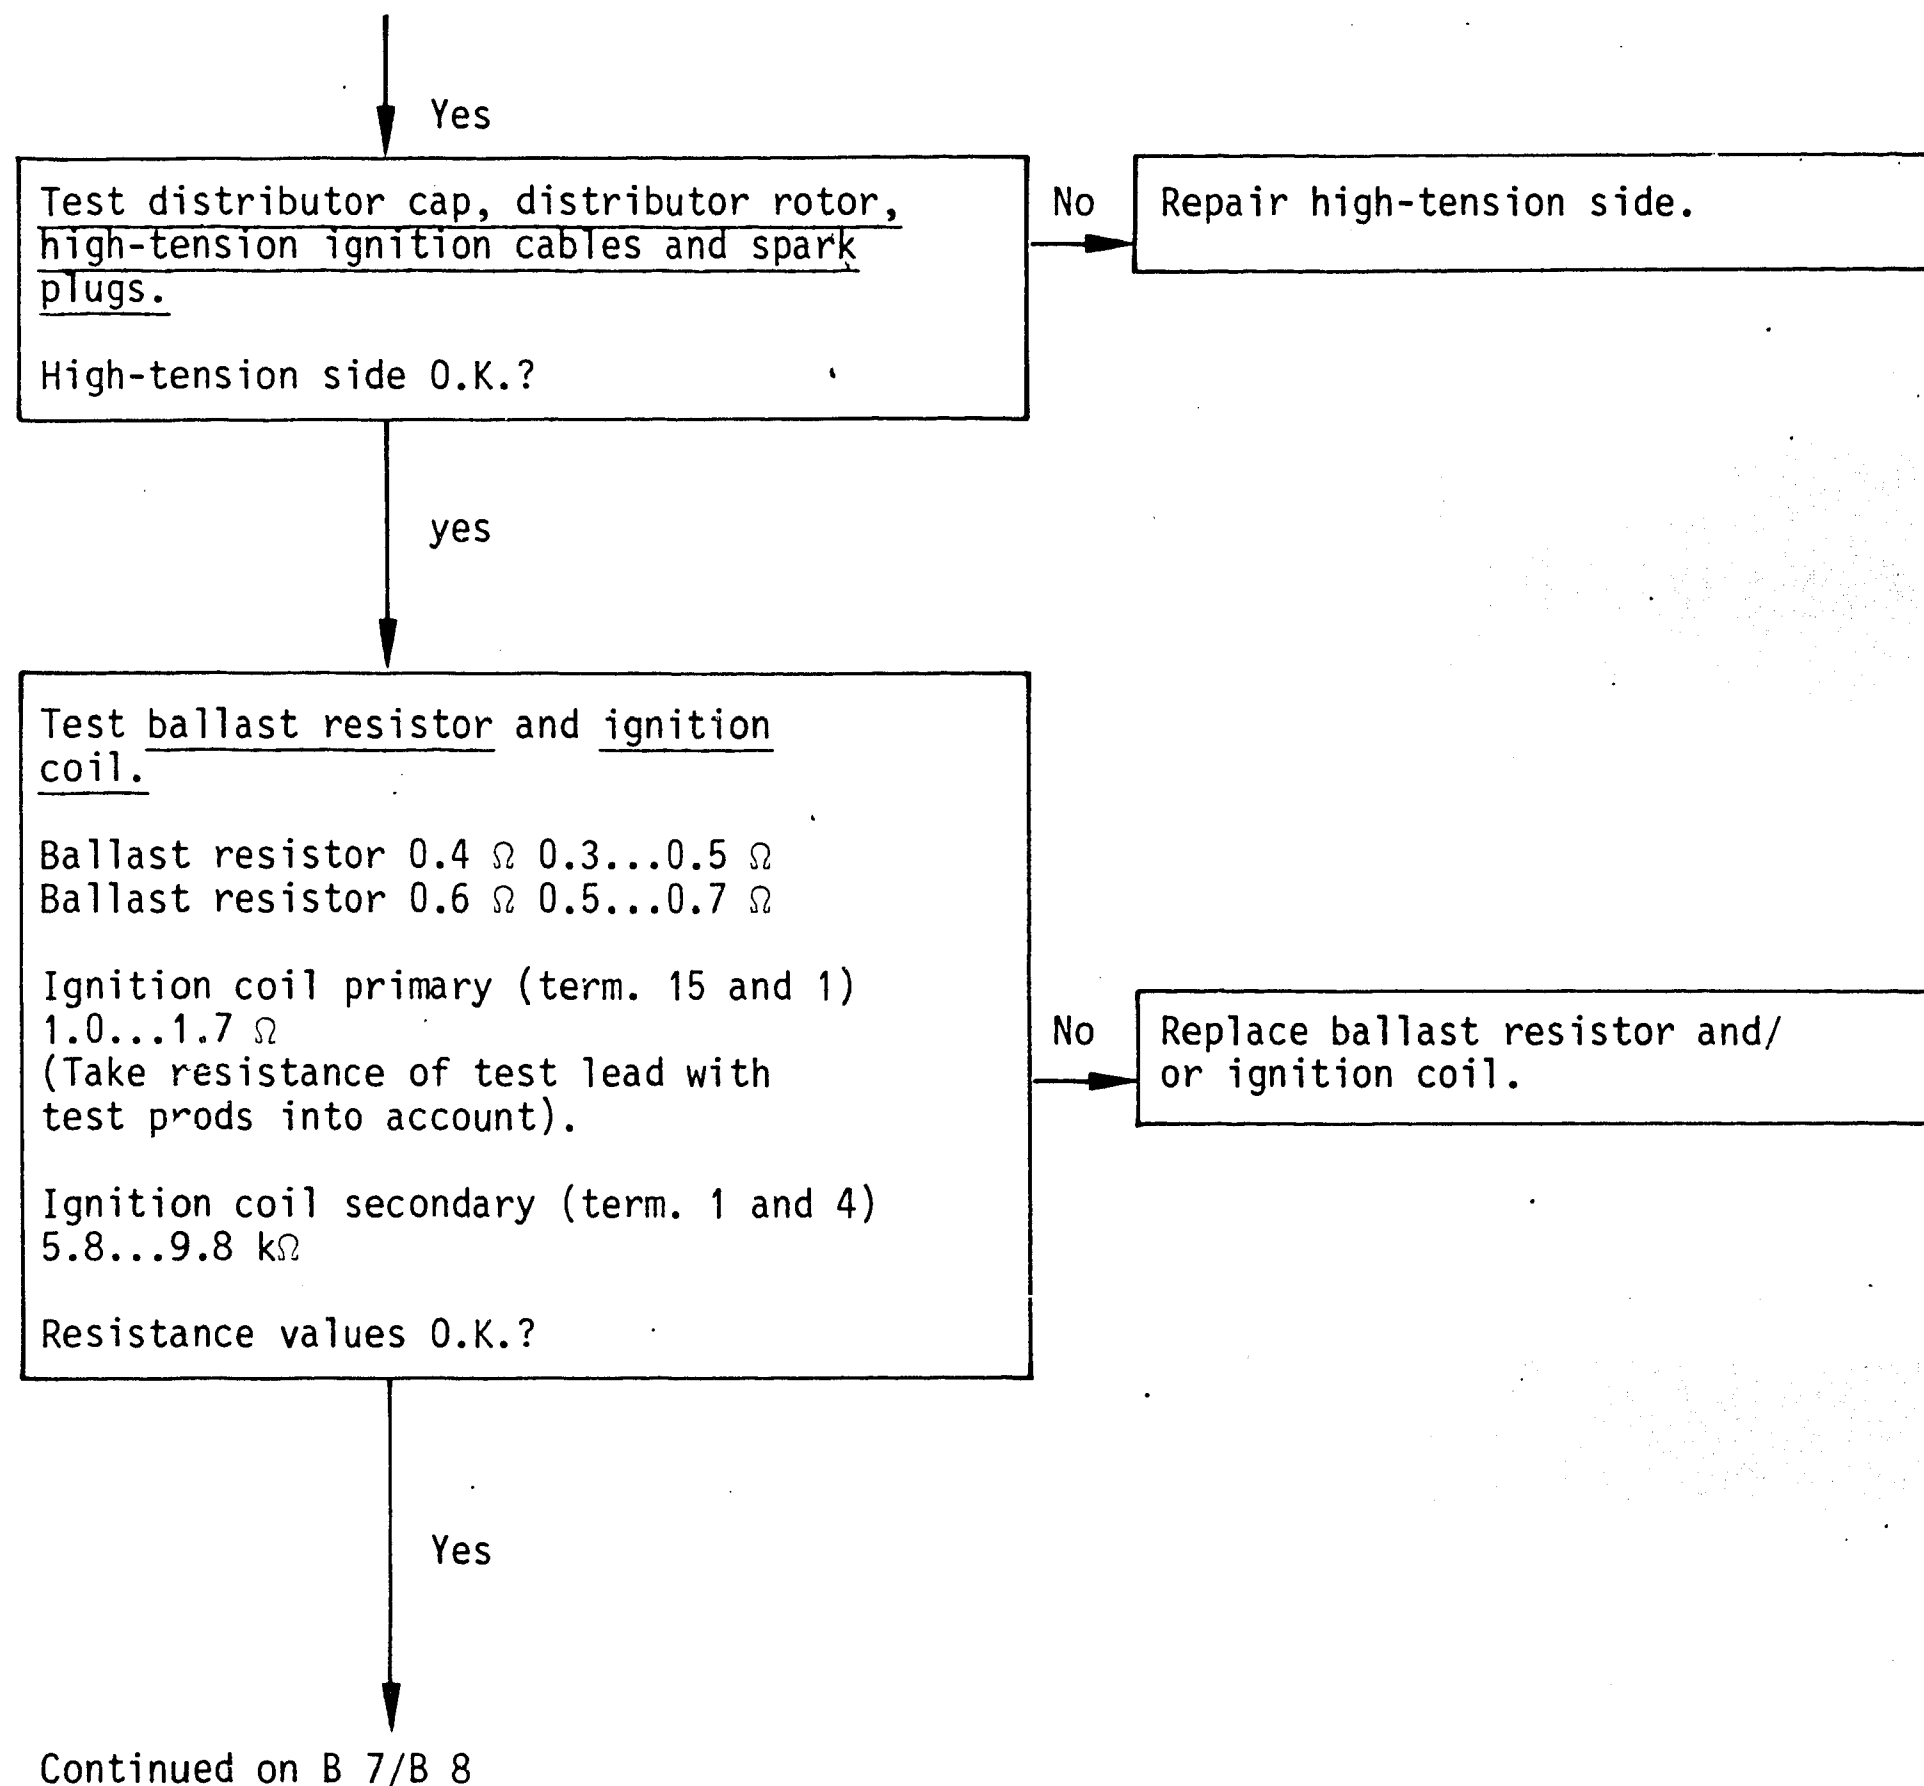 Yes
Test distributor cap, distributor rotor,
high-tension ignition cables and spark
plugs.
High-tension side O.K.?
No
Repair high-tension side.
yes
Test ballast resistor and ignition
coil.
Ballast resistor 0.4 Ω 0.3...0.5 Ω
Ballast resistor 0.6 Ω 0.5...0.7 Ω
Ignition coil primary (term. 15 and 1)
1.0...1.7 Ω
(Take resistance of test lead with
test prods into account).
Ignition coil secondary (term. 1 and 4)
5.8...9.8 kΩ
Resistance values O.K.?
No
Replace ballast resistor and/
or ignition coil.
Yes
Continued on B 7/B 8